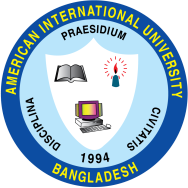 AMERICAN INTERNATIONAL UNIVERSITY
PRAESIDIUM
DISCIPLINA
CIVITATIS
1994
BANGLADESH